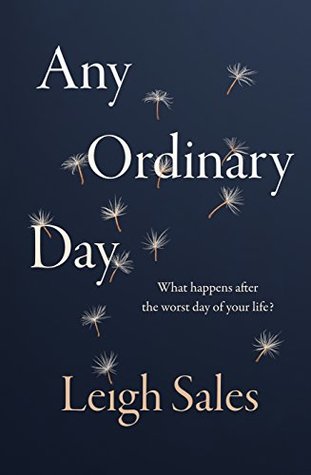 Any
Ordinary
Day
What happens after
the worst day of your life?
Leigh Sales